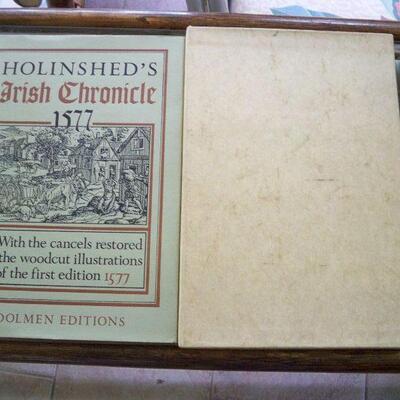 HOLINSHED'S
Irish Chronicle
1577
With the cancels restored
the woodcut illustrations
of the first edition 1577
DOLMEN EDITIONS